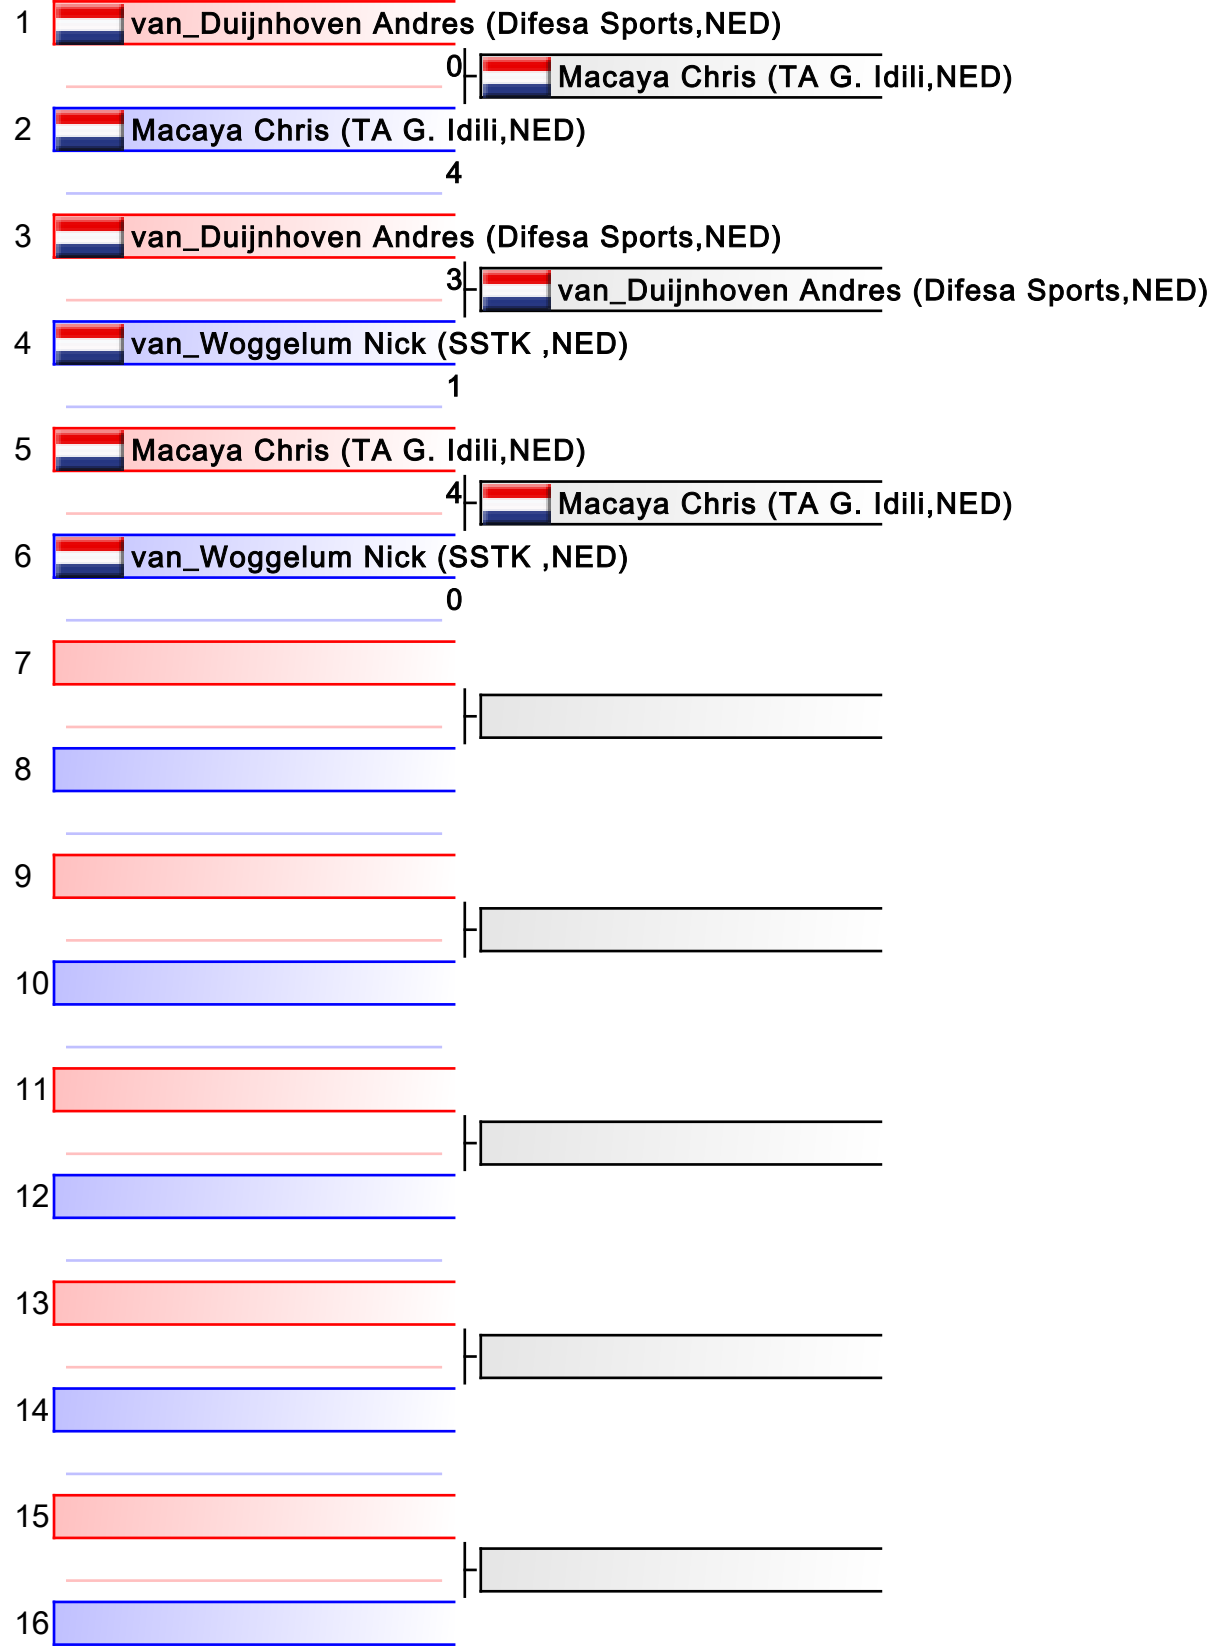 1 van_Duijnhoven Andres (Difesa Sports,NED)
0 Macaya Chris (TA G. Idili,NED)
2 Macaya Chris (TA G. Idili,NED)
4
3 van_Duijnhoven Andres (Difesa Sports,NED)
3 van_Duijnhoven Andres (Difesa Sports,NED)
4 van_Woggelum Nick (SSTK ,NED)
1
5 Macaya Chris (TA G. Idili,NED)
4 Macaya Chris (TA G. Idili,NED)
6 van_Woggelum Nick (SSTK ,NED)
0
7
8
9
10
11
12
13
14
15
16